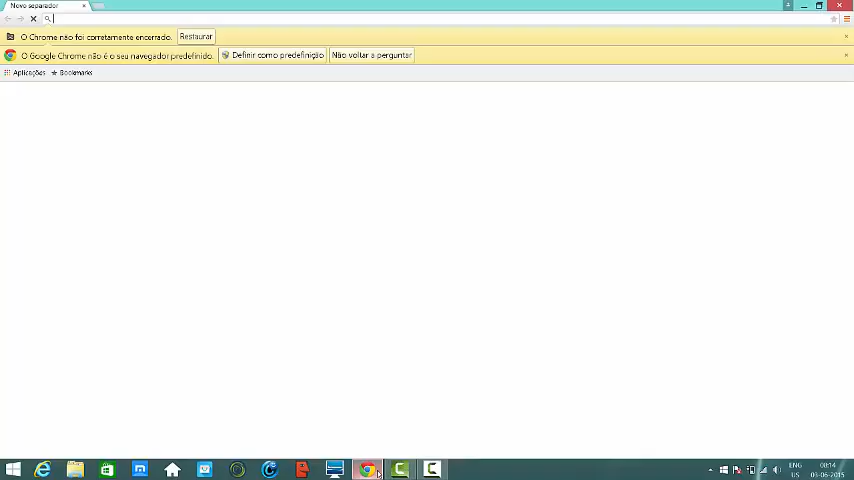 Novo separador
O Chrome não foi corretamente encerrado. Restaurar
O Google Chrome não é o seu navegador predefinido. Definir como predefinição Não voltar a perguntar
Aplicações Bookmarks
ENG 00:14
US 03-06-2015